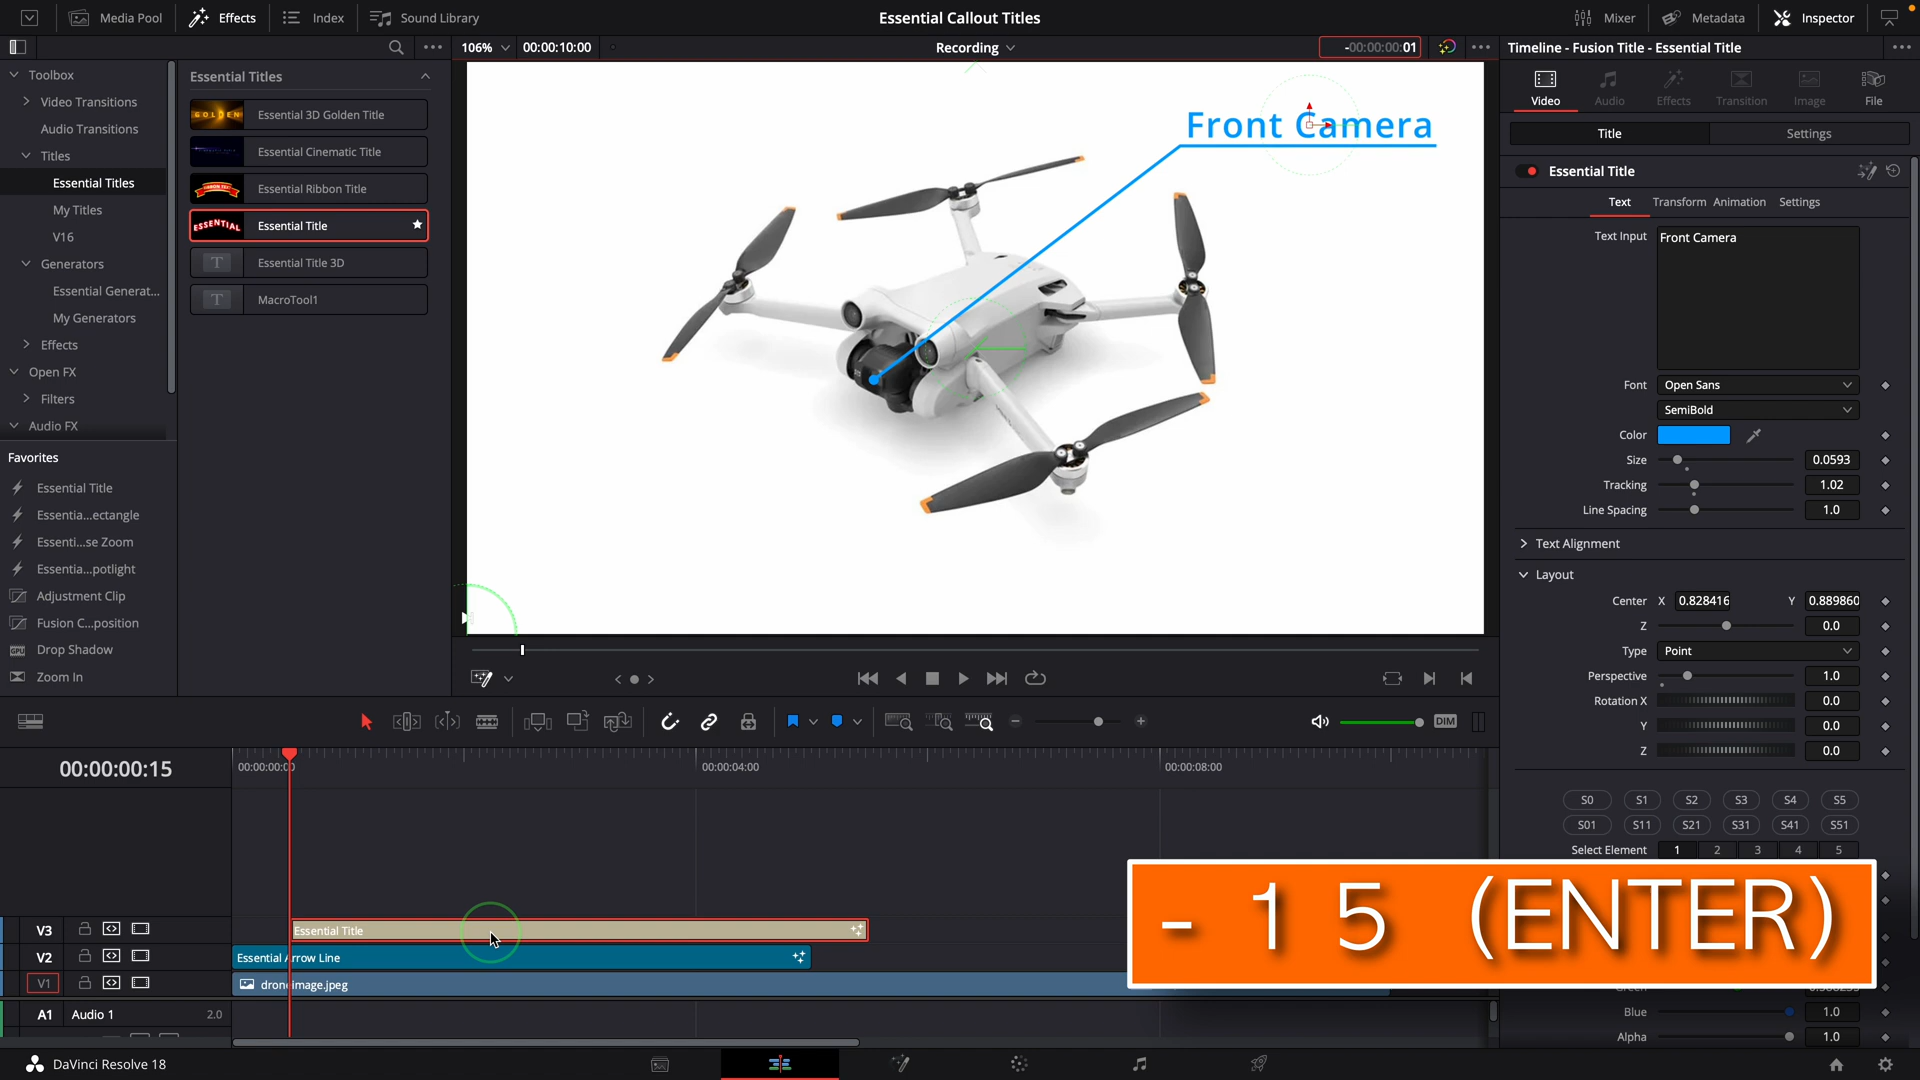 Media Pool
Effects
Index
Sound Library
Essential Callout Titles
Mixer
Metadata
Inspector
106%
00:00:10:00
Recording
-00:00:00:01
Timeline - Fusion Title - Essential Title
Toolbox
Video Transitions
Audio Transitions
Titles
Essential Titles
My Titles
V16
Generators
Essential Generat...
My Generators
Effects
Open FX
Filters
Audio FX
Favorites
Essential Title
Essentia...ectangle
Essenti...se Zoom
Essentia...potlight
Adjustment Clip
Fusion C...position
Drop Shadow
Zoom In
Essential Titles
GOLDEN
Essential 3D Golden Title
Essential Cinematic Title
Essential Ribbon Title
ESSENTIAL
Essential Title
T
Essential Title 3D
T
MacroTool1
Front Camera
Video
Audio
Effects
Transition
Image
File
Title
Settings
Essential Title
Text
Transform
Animation
Settings
Text Input
Front Camera
Font
Open Sans
SemiBold
Color
Size
0.0593
Tracking
1.02
Line Spacing
1.0
Text Alignment
Layout
Center X 0.828416 Y 0.889860
Z
0.0
Type
Point
Perspective
1.0
Rotation X
0.0
Y
0.0
Z
0.0
S0 S1 S2 S3 S4 S5
S01 S11 S21 S31 S41 S51
Select Element 1 2 3 4 5
Blue
1.0
Alpha
1.0
DIM
00:00:00:15
00:00:00:00
00:00:04:00
00:00:08:00
V3
Essential Title
V2
Essential Arrow Line
V1
A1
Audio 1
2.0
- 1 5 (ENTER)
DaVinci Resolve 18